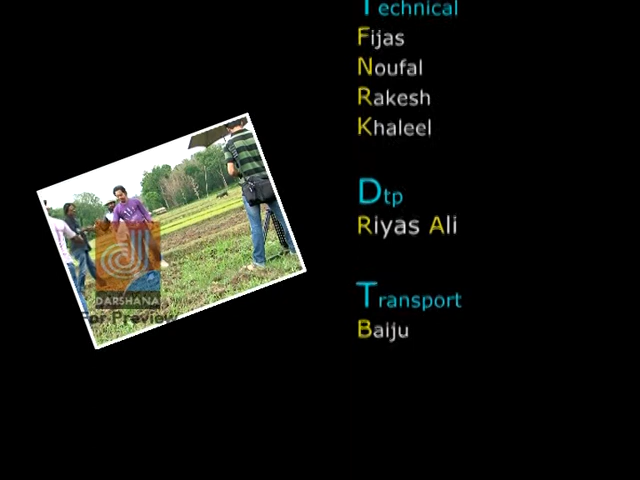 Technical
Fijas
Noufal
Rakesh
Khaleel
Dtp
Riyas Ali
Transport
Baiju
DARSHANA
For Preview